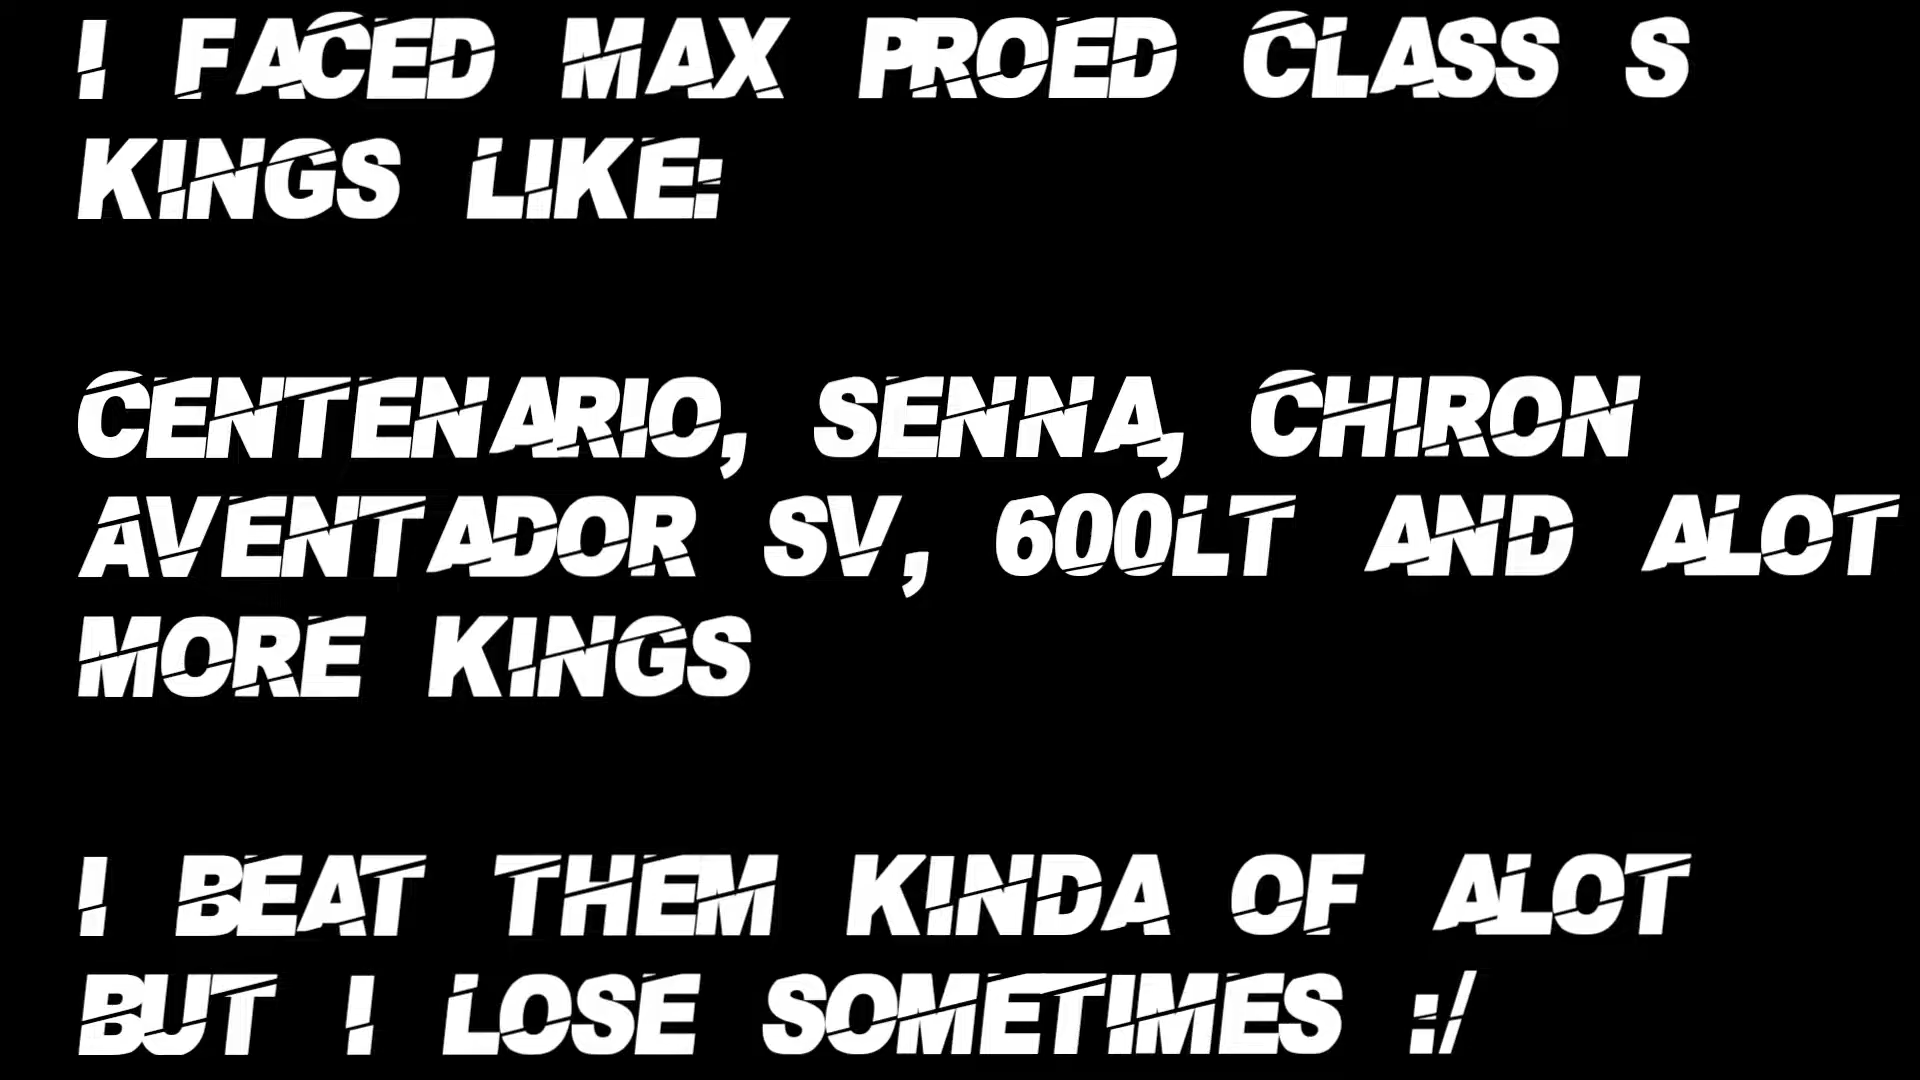 I FACED MAX PROED CLASS S
KINGS LIKE:
CENTENARIO, SENNA, CHIRON
AVENTADOR SV, 600LT AND ALOT
MORE KINGS
I BEAT THEM KINDA OF ALOT
BUT I LOSE SOMETIMES :/